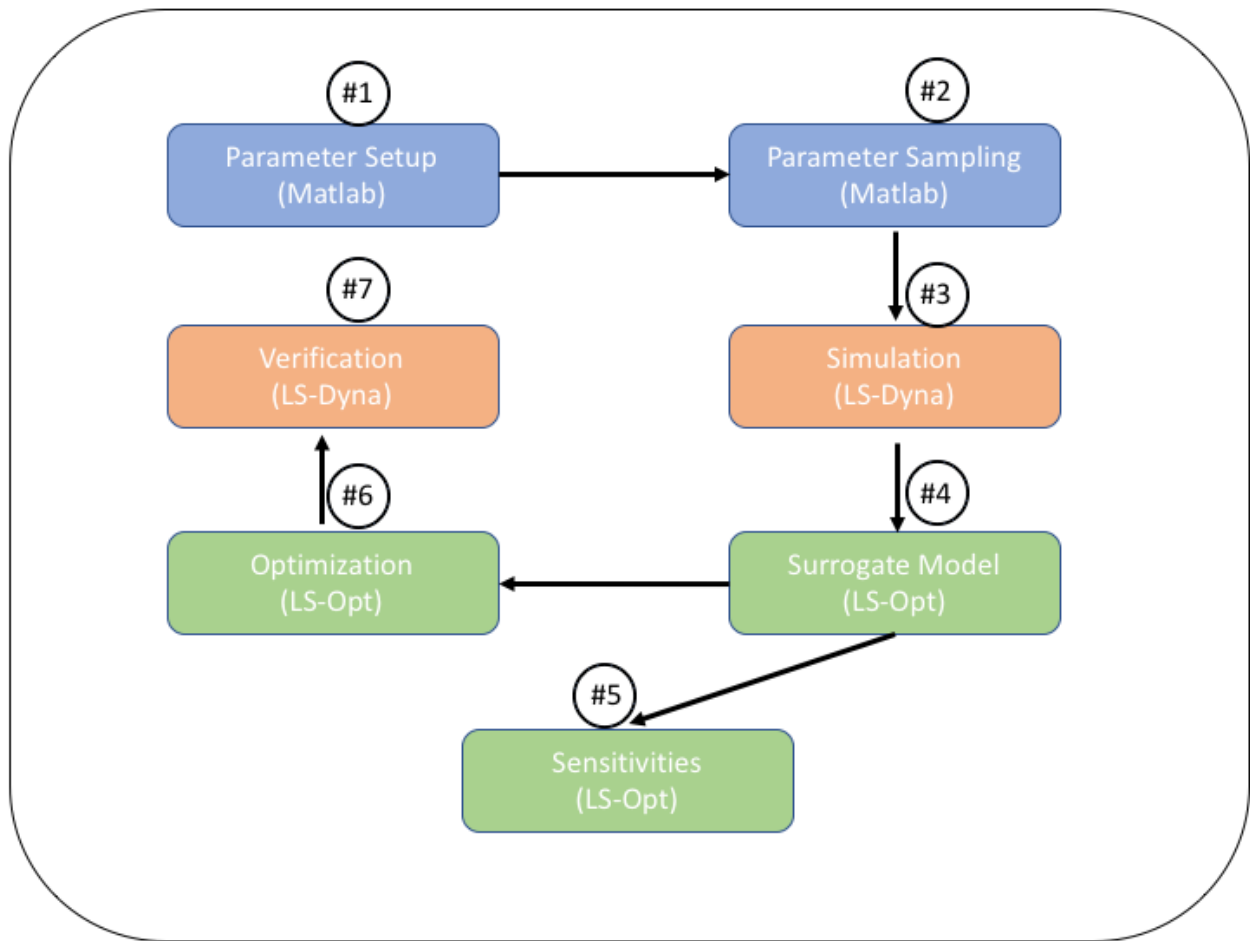 #1
Parameter Setup
(Matlab)
#2
Parameter Sampling
(Matlab)
#7
Verification
(LS-Dyna)
#3
Simulation
(LS-Dyna)
#6
Optimization
(LS-Opt)
#4
Surrogate Model
(LS-Opt)
#5
Sensitivities
(LS-Opt)